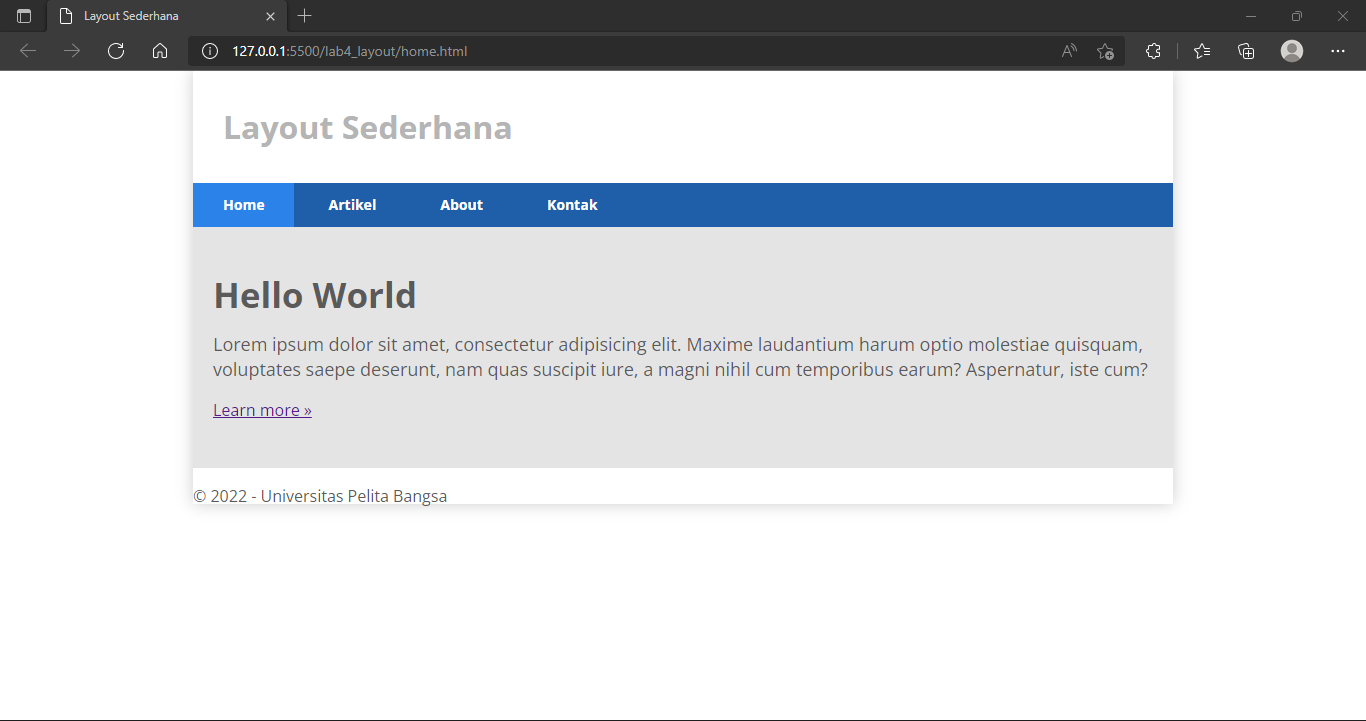 Layout Sederhana
127.0.0.1:5500/lab4_layout/home.html
Layout Sederhana
Home Artikel About Kontak
Hello World
Lorem ipsum dolor sit amet, consectetur adipisicing elit. Maxime laudantium harum optio molestiae quisquam,
voluptates saepe deserunt, nam quas suscipit iure, a magni nihil cum temporibus earum? Aspernatur, iste cum?
Learn more »
© 2022 - Universitas Pelita Bangsa